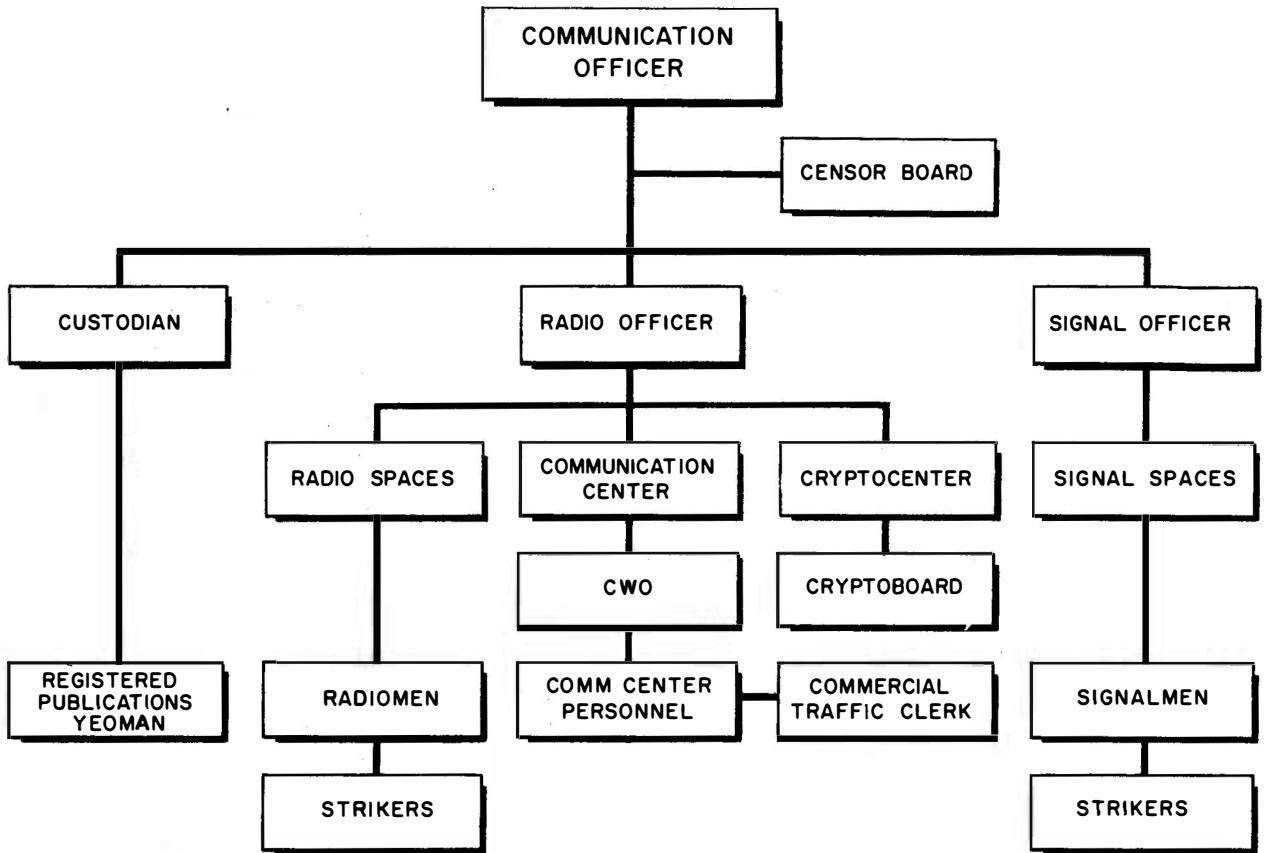 COMMUNICATION
OFFICER
CENSOR BOARD
CUSTODIAN
RADIO OFFICER
SIGNAL OFFICER
RADIO SPACES
COMMUNICATION
CENTER
CRYPTOCENTER
SIGNAL SPACES
CWO
CRYPTOBOARD
REGISTERED
PUBLICATIONS
YEOMAN
RADIOMEN
COMM CENTER
PERSONNEL
COMMERCIAL
TRAFFIC CLERK
SIGNALMEN
STRIKERS
STRIKERS